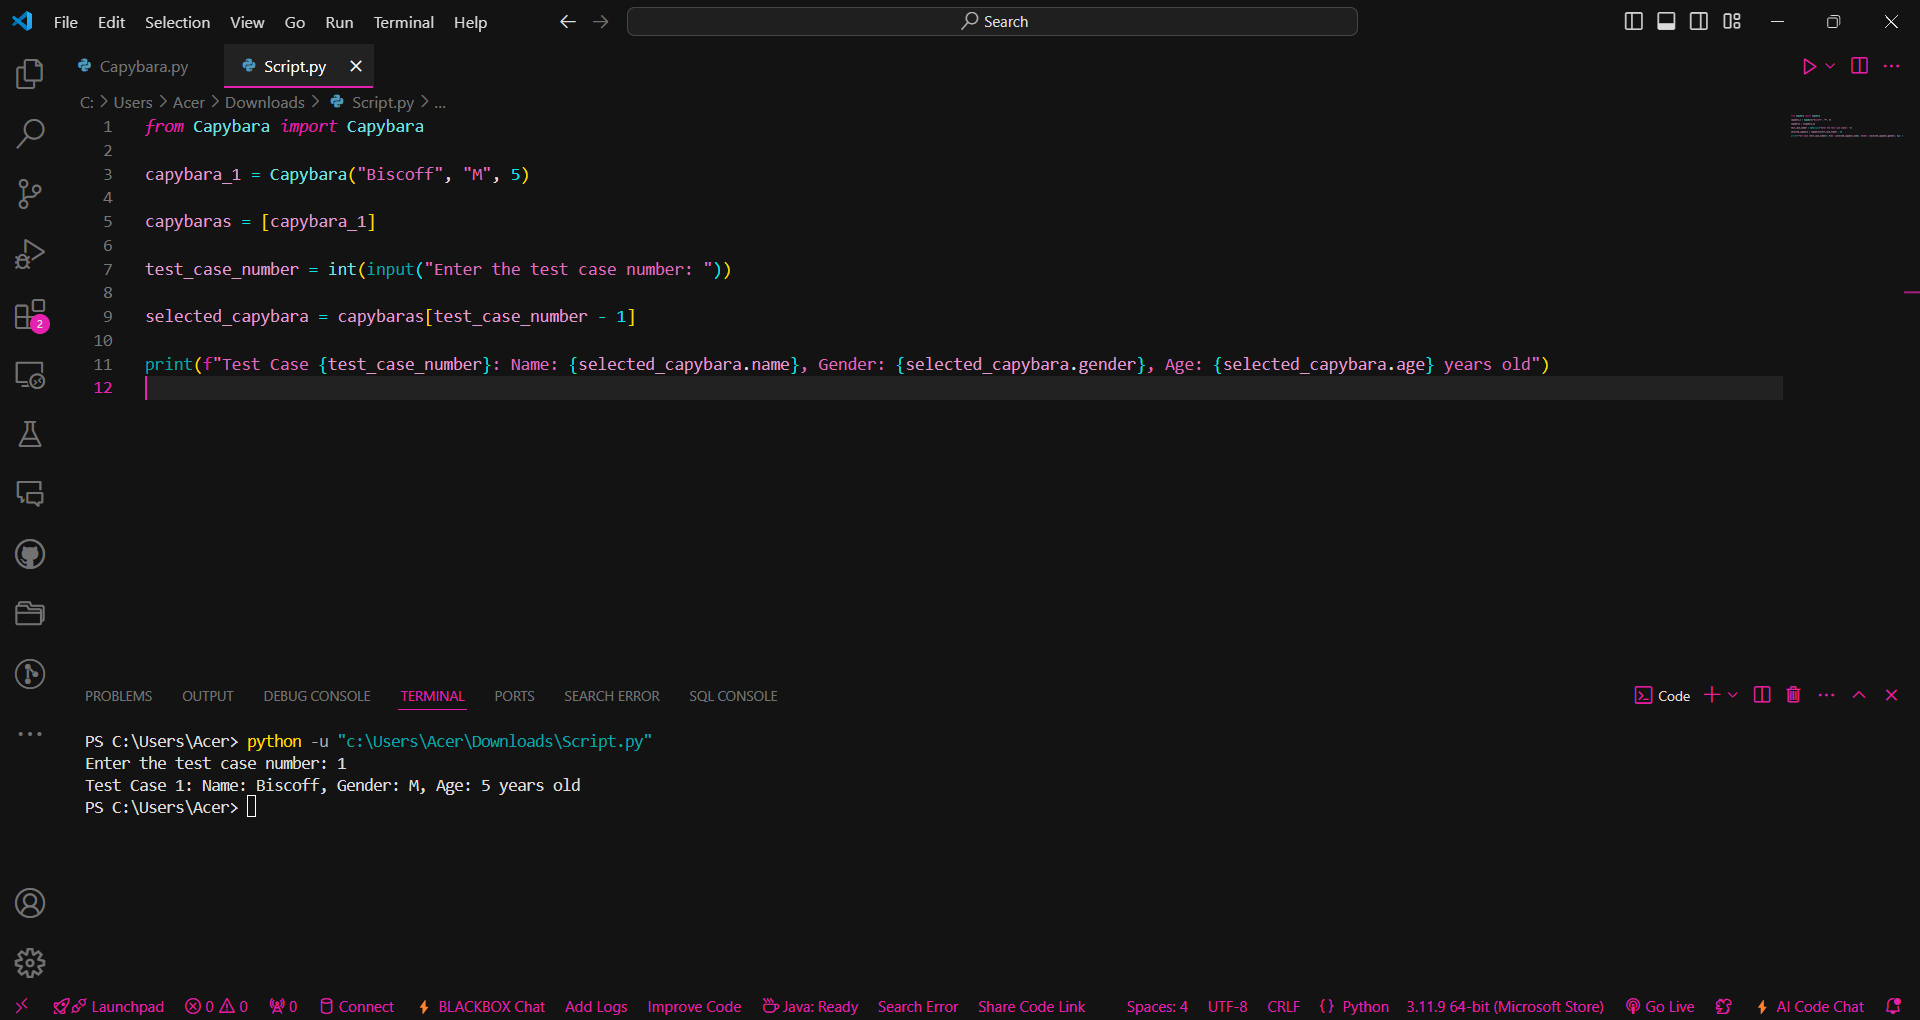 File Edit Selection View Go Run Terminal Help
Search
Capybara.py
Script.py
C: > Users > Acer > Downloads > Script.py > ...
1 from Capybara import Capybara
2
3 capybara_1 = Capybara("Biscoff", "M", 5)
4
5 capybaras = [capybara_1]
6
7 test_case_number = int(input("Enter the test case number: "))
8
9 selected_capybara = capybaras[test_case_number - 1]
10
11 print(f"Test Case {test_case_number}: Name: {selected_capybara.name}, Gender: {selected_capybara.gender}, Age: {selected_capybara.age} years old")
12
2
PROBLEMS OUTPUT DEBUG CONSOLE TERMINAL PORTS SEARCH ERROR SQL CONSOLE
Code
PS C:\Users\Acer> python -u "c:\Users\Acer\Downloads\Script.py"
Enter the test case number: 1
Test Case 1: Name: Biscoff, Gender: M, Age: 5 years old
PS C:\Users\Acer>
Launchpad 0 0 0 Connect BLACKBOX Chat Add Logs Improve Code Java: Ready Search Error Share Code Link Spaces: 4 UTF-8 CRLF {} Python 3.11.9 64-bit (Microsoft Store) Go Live AI Code Chat